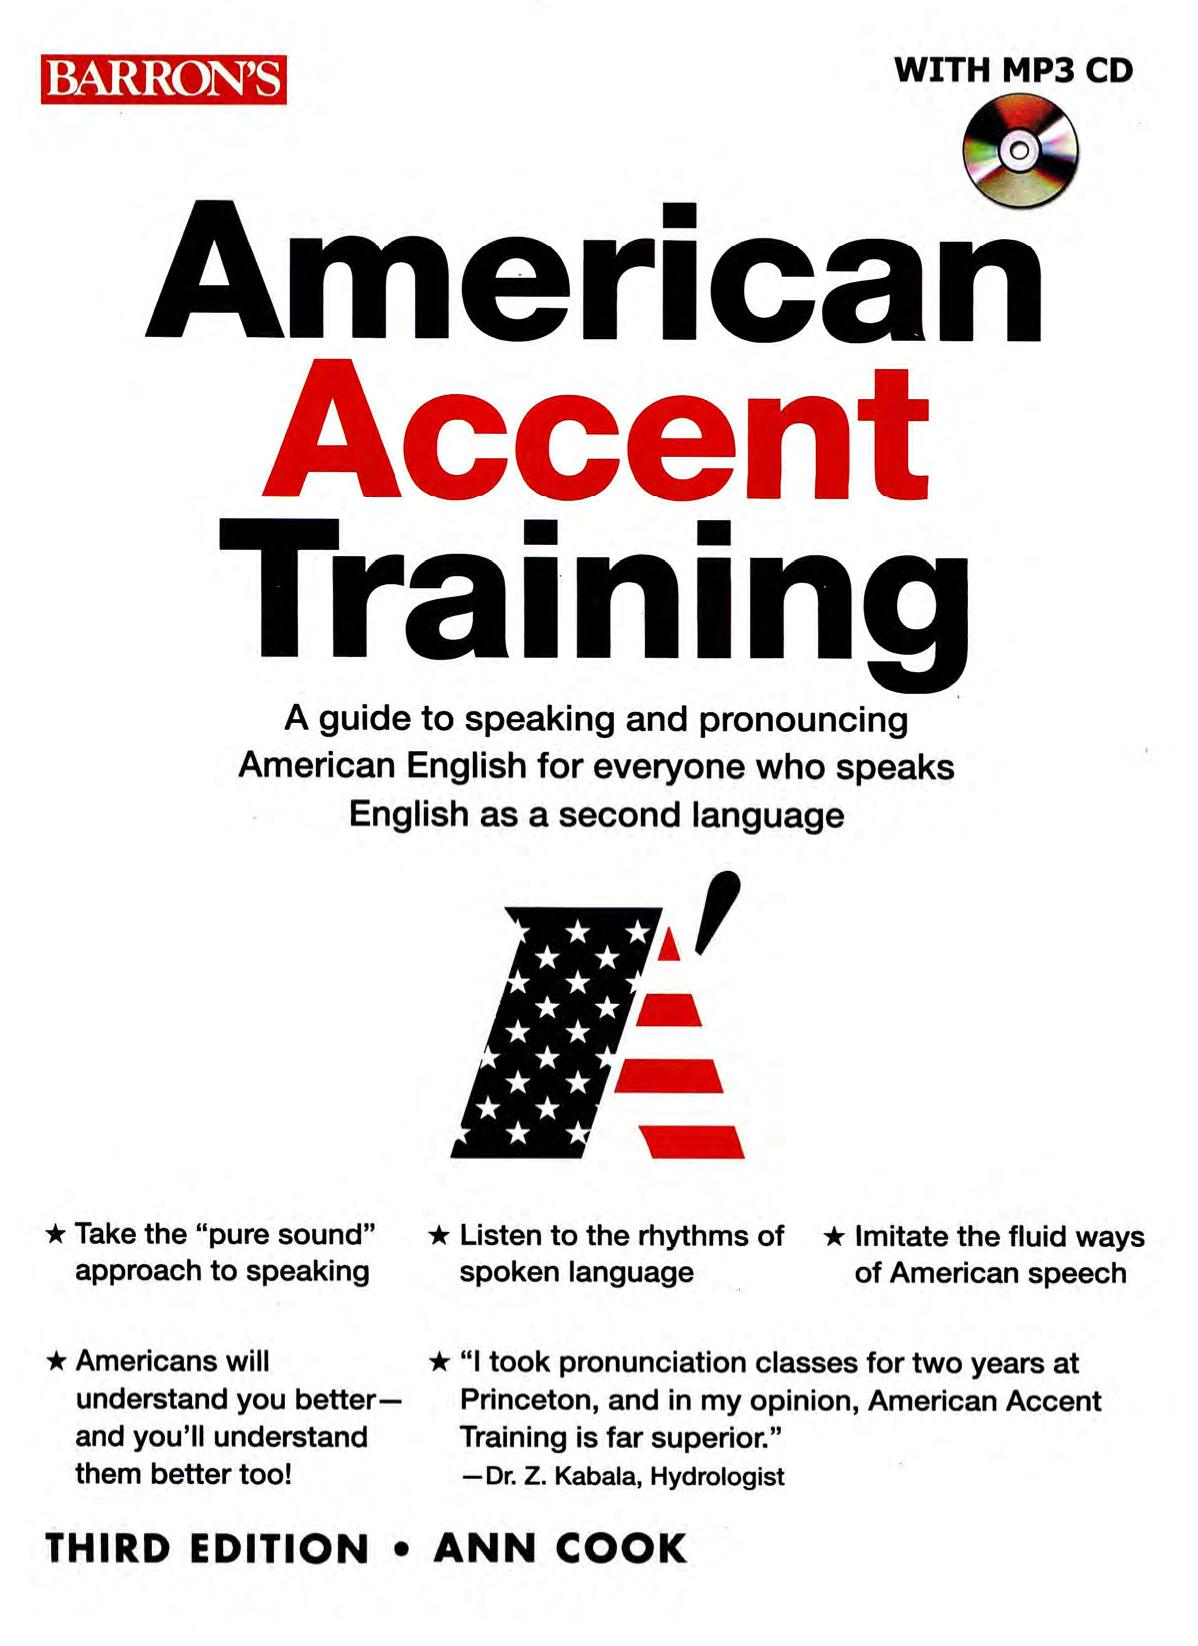 BARRON'S
WITH MP3 CD
American
Accent
Training
A guide to speaking and pronouncing
American English for everyone who speaks
English as a second language
A'
★ Take the “pure sound”
approach to speaking
★ Listen to the rhythms of
spoken language
★ Imitate the fluid ways
of American speech
★ Americans will
understand you better—
and you’ll understand
them better too!
★ “I took pronunciation classes for two years at
Princeton, and in my opinion, American Accent
Training is far superior.”
—Dr. Z. Kabala, Hydrologist
THIRD EDITION • ANN COOK